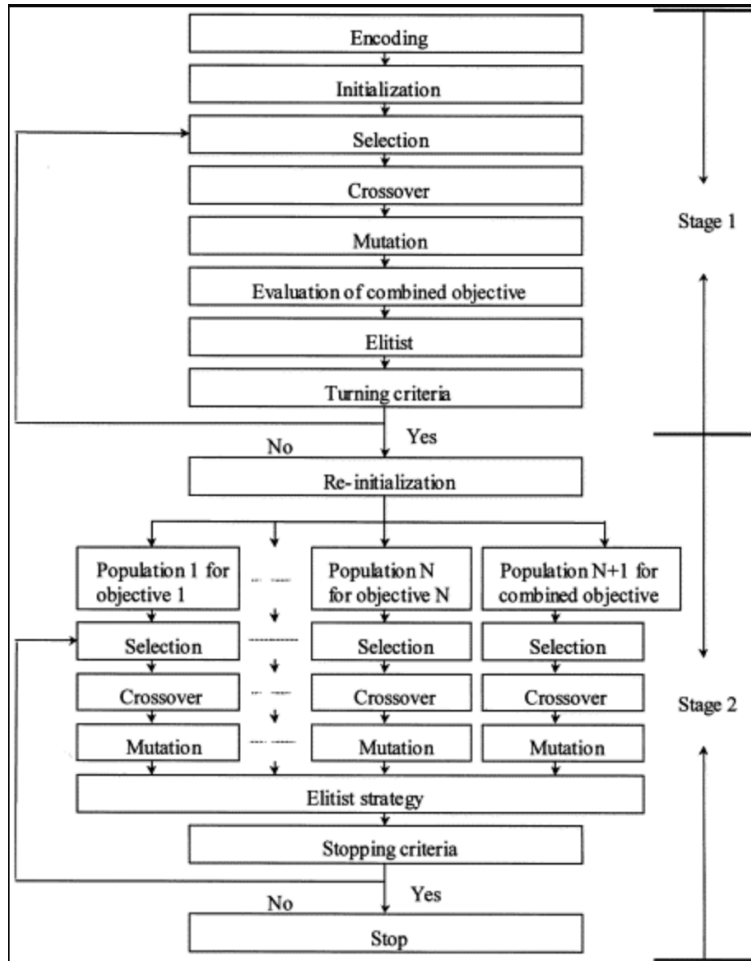 Encoding
Initialization
Selection
Crossover
Mutation
Stage 1
Evaluation of combined objective
Elitist
Turning criteria
No
Yes
Re-initialization
Population 1 for
objective 1
Population N
for objective N
Population N+1 for
combined objective
Selection
Selection
Selection
Crossover
Crossover
Crossover
Stage 2
Mutation
Mutation
Mutation
Elitist strategy
Stopping criteria
No
Yes
Stop